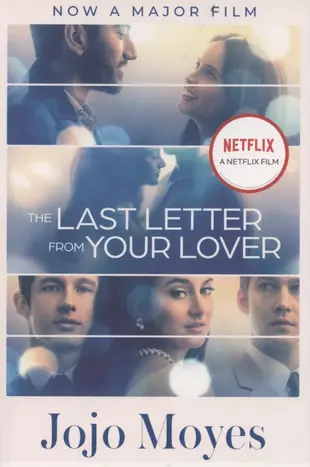 NOW A MAJOR FILM
NETFLIX
A NETFLIX FILM
THE LAST LETTER
FROM YOUR LOVER
Jojo Moyes